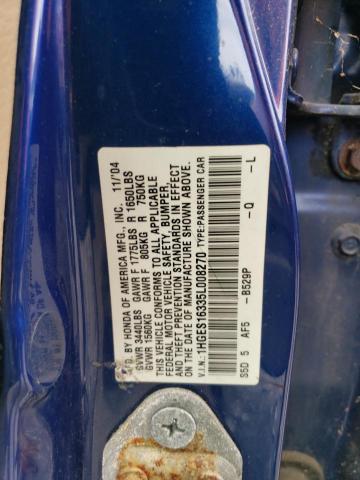 MFD. BY HONDA OF AMERICA MFG., INC. 11/'04
GVWR 3440LBS GAWR F 1775LBS R 1650LBS
GVWR 1560KG GAWR F 805KG R 750KG
THIS VEHICLE CONFORMS TO ALL APPLICABLE
FEDERAL MOTOR VEHICLE SAFETY, BUMPER,
AND THEFT PREVENTION STANDARDS IN EFFECT
ON THE DATE OF MANUFACTURE SHOWN ABOVE.
V.I.N.: 1HGES16335L008270 TYPE:PASSENGER CAR
S5D 5 AF5 -B529P -Q -L